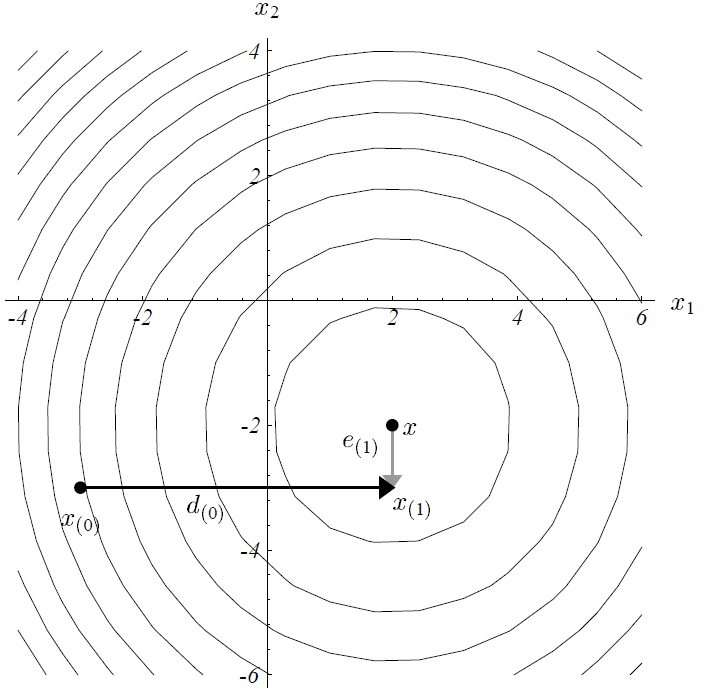 x₂
4
2
-4 -2 2 4 6 x₁
-2 x
e₍₁₎
x₍₀₎ d₍₀₎ x₍₁₎
-4
-6